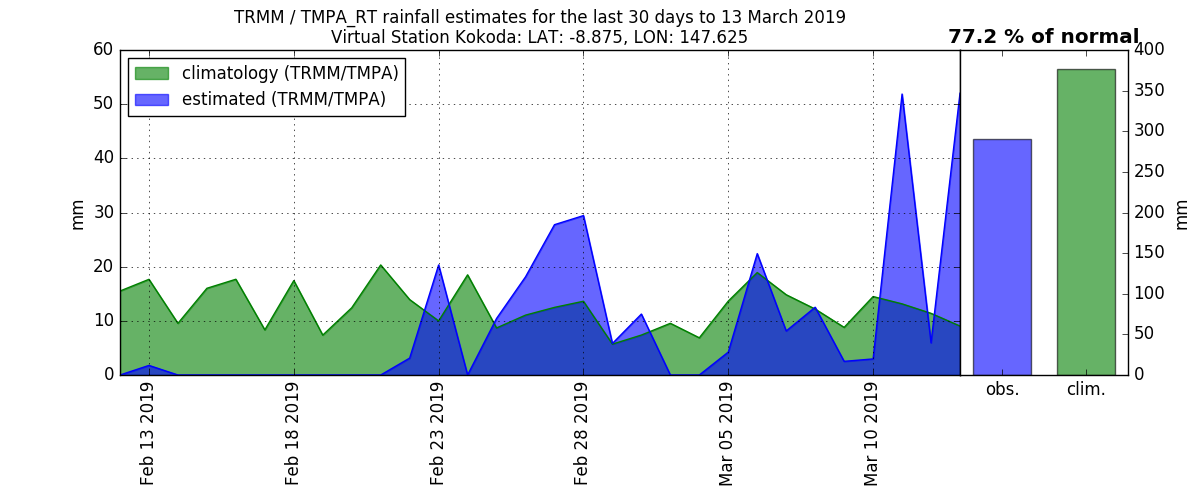 TRMM / TMPA_RT rainfall estimates for the last 30 days to 13 March 2019
Virtual Station Kokoda: LAT: -8.875, LON: 147.625
77.2 % of normal
climatology (TRMM/TMPA)
estimated (TRMM/TMPA)
60
50
40
30
20
10
0
mm
400
350
300
250
200
150
100
50
0
mm
obs.
clim.
Feb 13 2019
Feb 18 2019
Feb 23 2019
Feb 28 2019
Mar 05 2019
Mar 10 2019